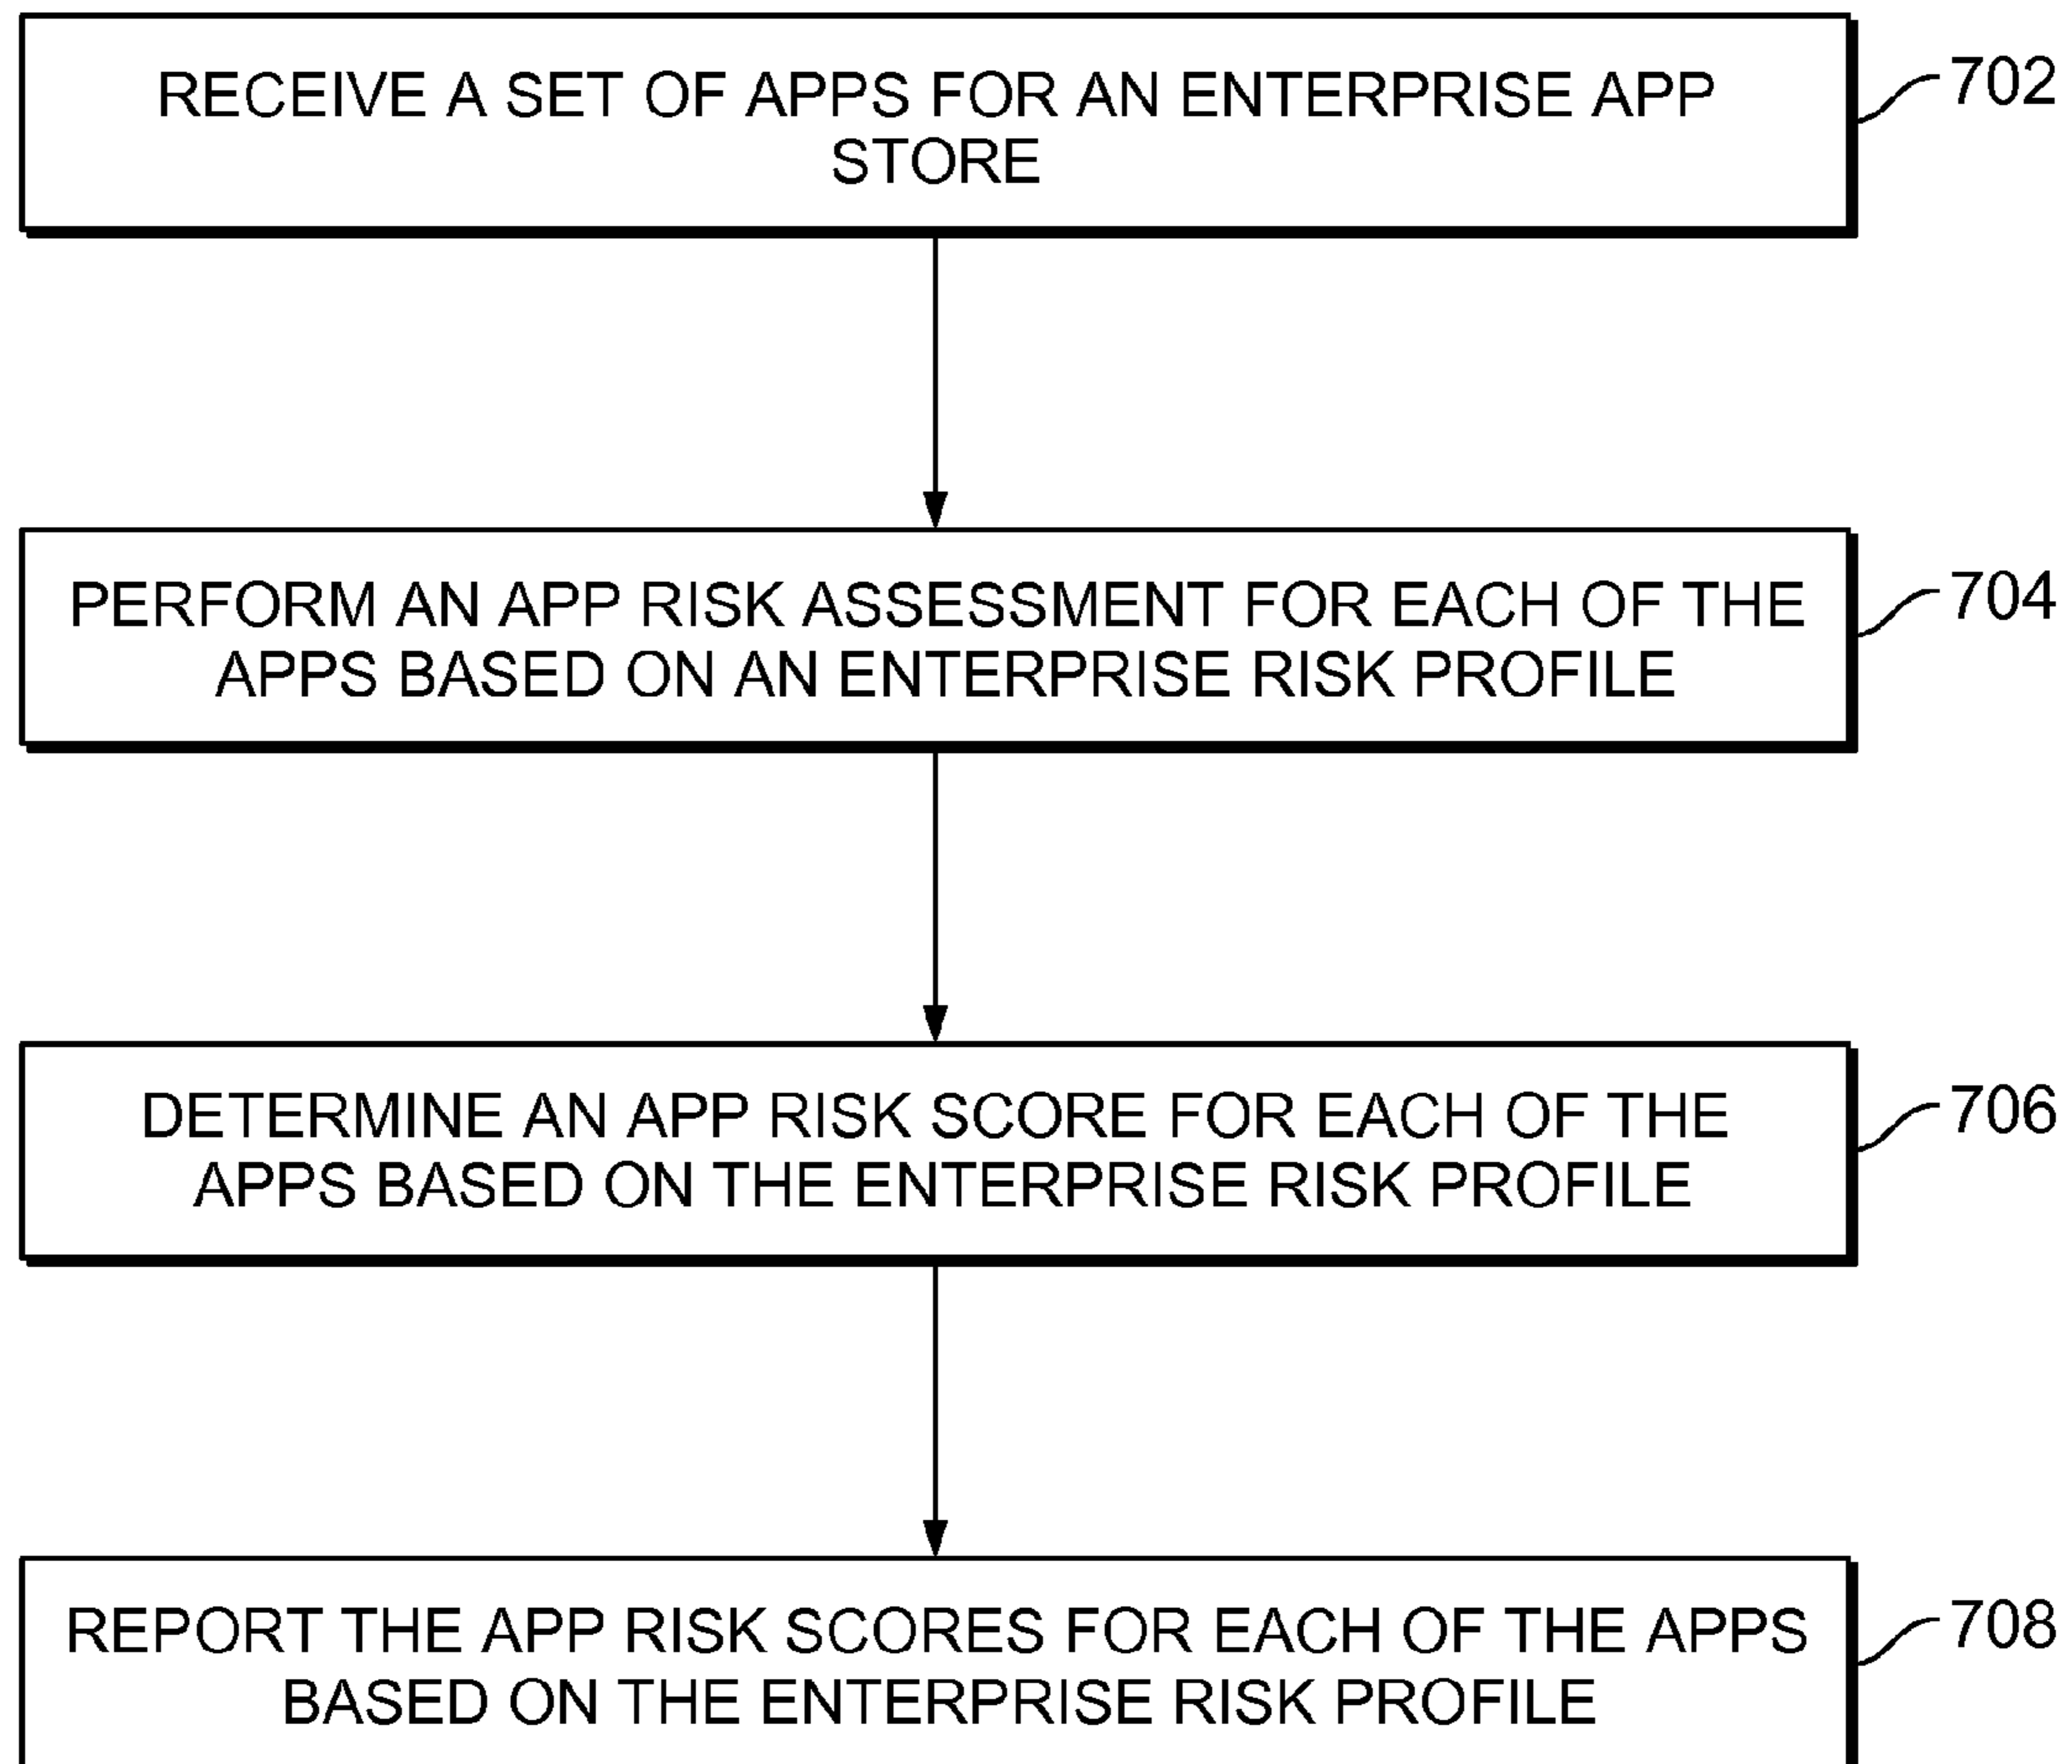 RECEIVE A SET OF APPS FOR AN ENTERPRISE APP
STORE
702
PERFORM AN APP RISK ASSESSMENT FOR EACH OF THE
APPS BASED ON AN ENTERPRISE RISK PROFILE
704
DETERMINE AN APP RISK SCORE FOR EACH OF THE
APPS BASED ON THE ENTERPRISE RISK PROFILE
706
REPORT THE APP RISK SCORES FOR EACH OF THE APPS
BASED ON THE ENTERPRISE RISK PROFILE
708